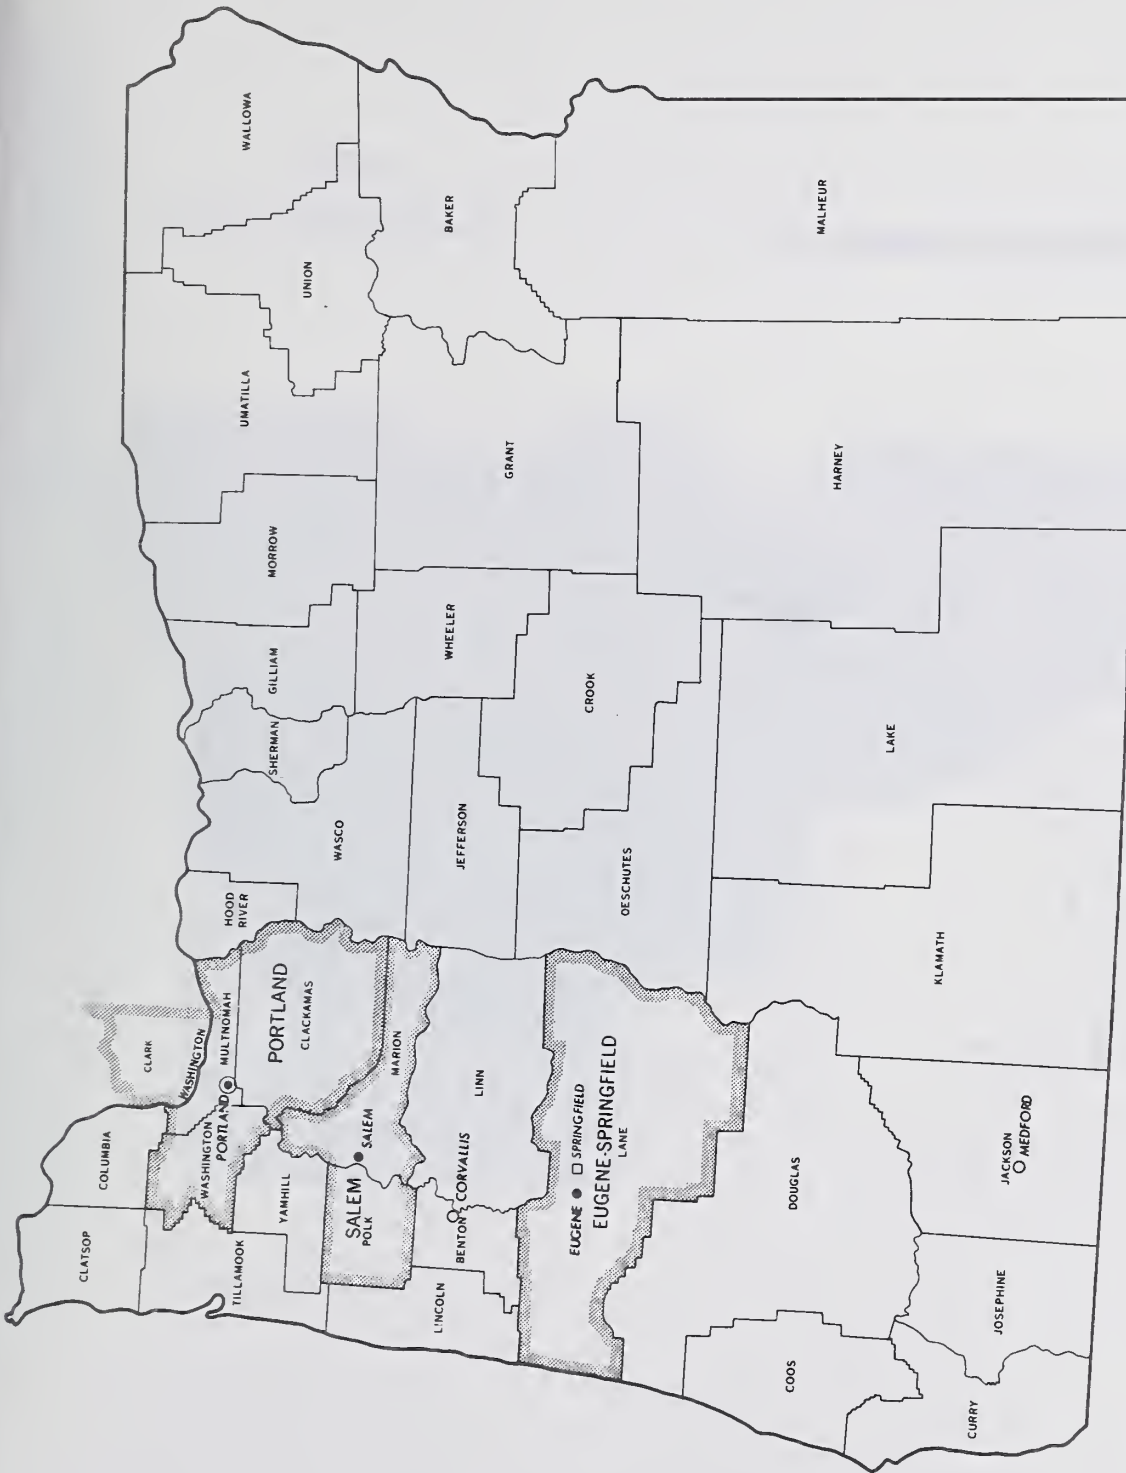 CLATSOP
COLUMBIA
CLARK
WASHINGTON
WASHINGTON
PORTLAND
MULTNOMAH
HOOD
RIVER
WALLOWA
UMATILLA
TILLAMOOK
YAMHILL
PORTLAND
CLACKAMAS
SHERMAN
GILLIAM
MORROW
UNION
WASCO
SALEM
POLK
SALEM
MARION
LINCOLN
BENTON
CORVALLIS
LINN
JEFFERSON
WHEELER
BAKER
GRANT
EUGENE
SPRINGFIELD
EUGENE-SPRINGFIELD
LANE
OESCHUTES
CROOK
COOS
DOUGLAS
MALHEUR
HARNEY
LAKE
KLAMATH
CURRY
JOSEPHINE
JACKSON
MEDFORD